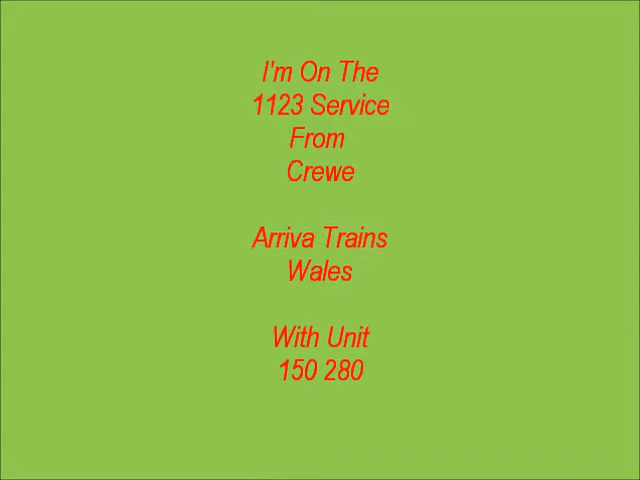 I'm On The
1123 Service
From
Crewe
Arriva Trains
Wales
With Unit
150 280